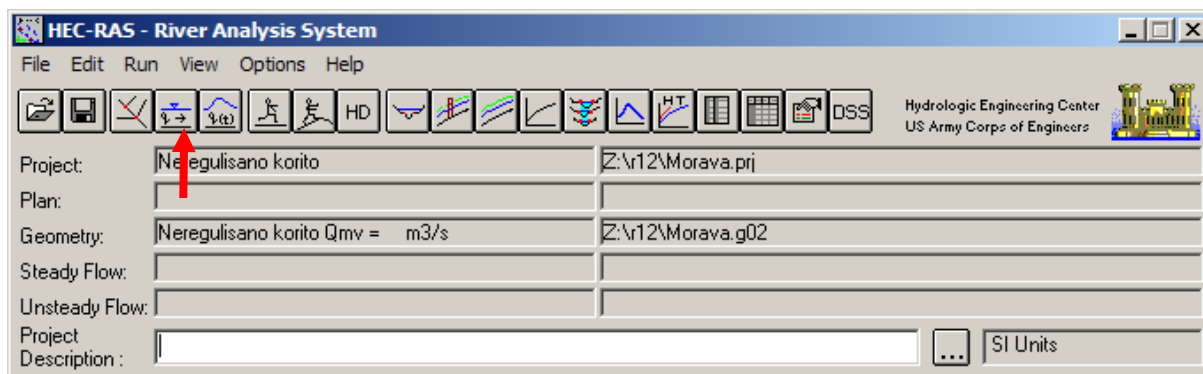 HEC-RAS - River Analysis System
File Edit Run View Options Help
HD HT DSS
Hydrologic Engineering Center
US Army Corps of Engineers
Project: Neregulisano korito Z:\r12\Morava.prj
Plan:
Geometry: Neregulisano korito Qmv = m3/s Z:\r12\Morava.g02
Steady Flow:
Unsteady Flow:
Project
Description : ... SI Units